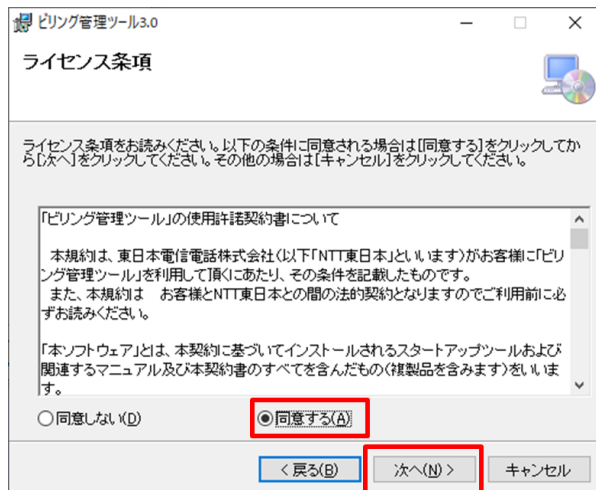 ビリング管理ツール3.0
ライセンス条項
ライセンス条項をお読みください。以下の条件に同意される場合は[同意する]をクリックしてか
ら[次へ]をクリックしてください。その他の場合は[キャンセル]をクリックしてください。
「ビリング管理ツール」の使用許諾契約書について
本規約は、東日本電信電話株式会社(以下「NTT東日本」といいます)がお客様に「ビリ
ング管理ツール」を利用して頂くにあたり、その条件を記載したものです。
また、本規約は　お客様とNTT東日本との間の法的契約となりますのでご利用前に必
ずお読みください。
「本ソフトウェア」とは、本契約に基づいてインストールされるスタートアップツールおよび
関連するマニュアル及び本契約書のすべてを含んだもの(複製品を含みます)をいいま
す。
同意しない(D)
同意する(A)
< 戻る(B)
次へ(N) >
キャンセル